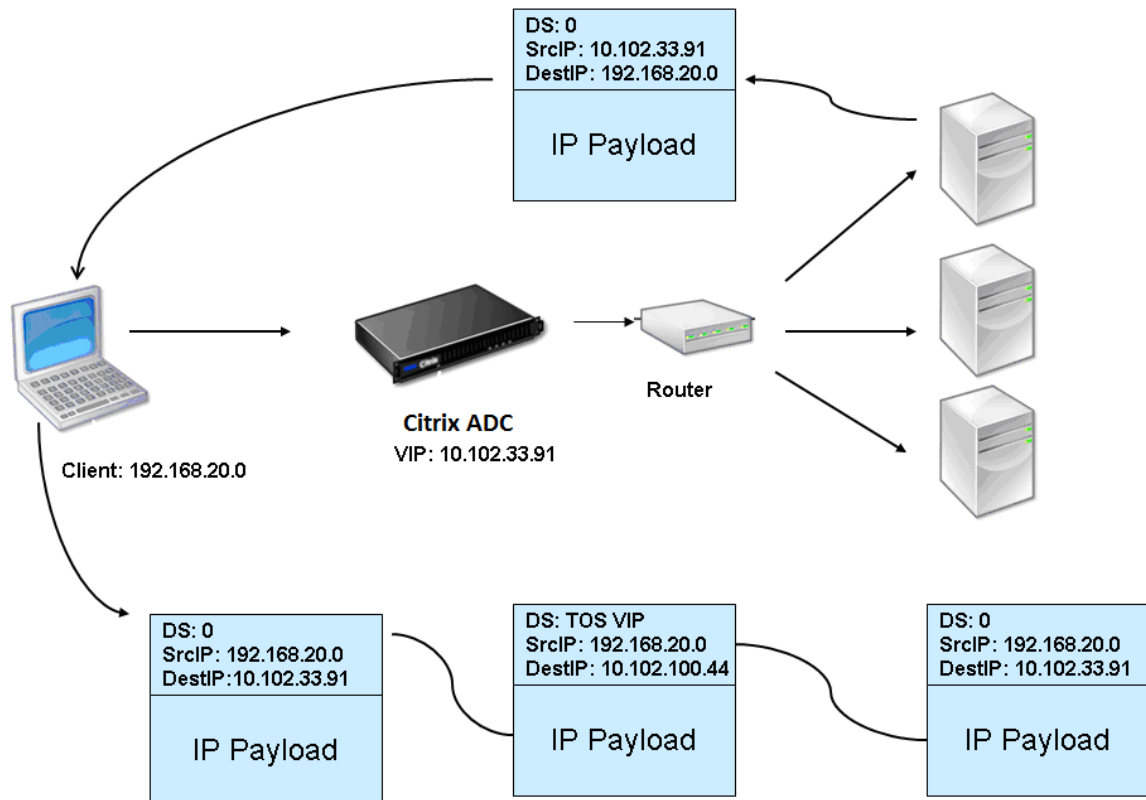 DS: 0
SrcIP: 10.102.33.91
DestIP: 192.168.20.0
IP Payload
Router
Citrix ADC
VIP: 10.102.33.91
Client: 192.168.20.0
DS: 0
SrcIP: 192.168.20.0
DestIP:10.102.33.91
IP Payload
DS: TOS VIP
SrcIP: 192.168.20.0
DestIP: 10.102.100.44
IP Payload
DS: 0
SrcIP: 192.168.20.0
DestIP: 10.102.33.91
IP Payload